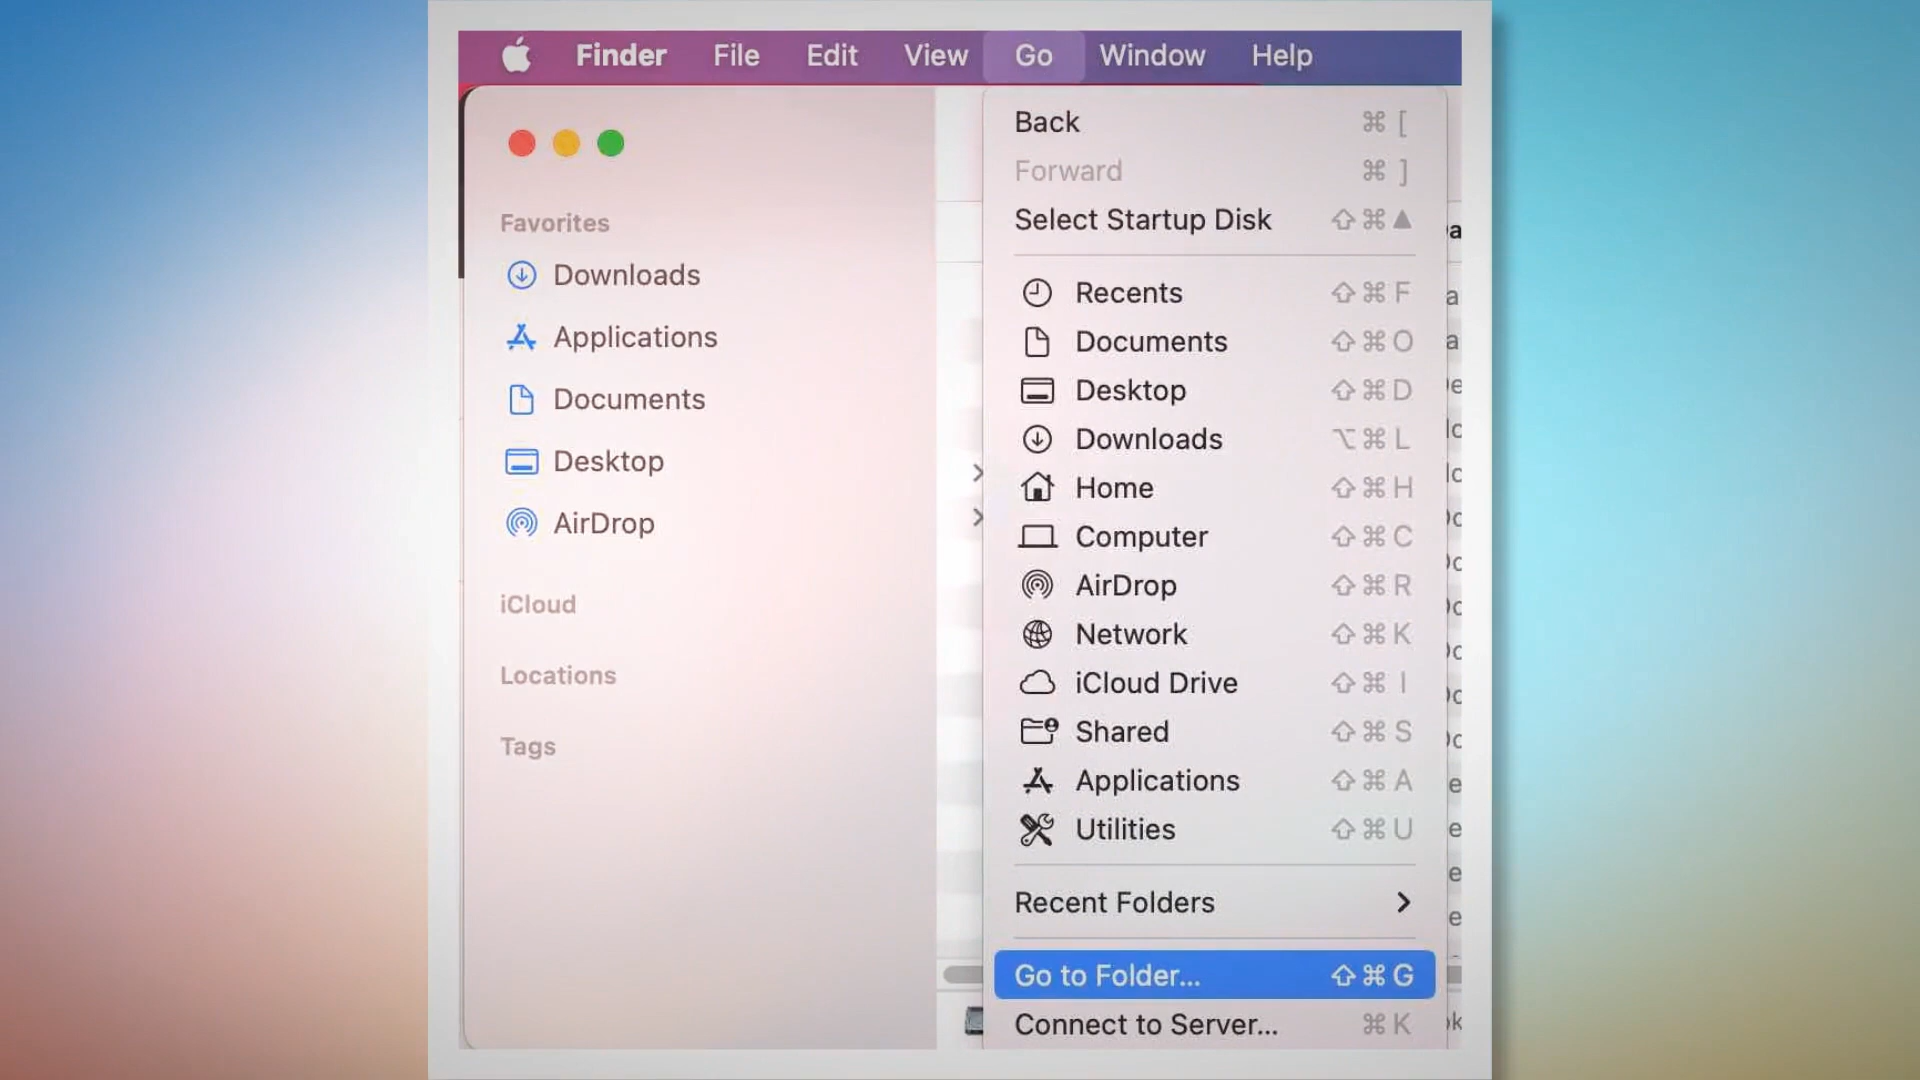 Finder File Edit View Go Window Help
Favorites
Downloads
Applications
Documents
Desktop
AirDrop
iCloud
Locations
Tags
Back ⌘ [
Forward ⌘ ]
Select Startup Disk ⇧⌘▲
Recents ⇧⌘F
Documents ⇧⌘O
Desktop ⇧⌘D
Downloads ⌥⌘L
Home ⇧⌘H
Computer ⇧⌘C
AirDrop ⇧⌘R
Network ⇧⌘K
iCloud Drive ⇧⌘I
Shared ⇧⌘S
Applications ⇧⌘A
Utilities ⇧⌘U
Recent Folders
Go to Folder... ⇧⌘G
Connect to Server... ⌘K